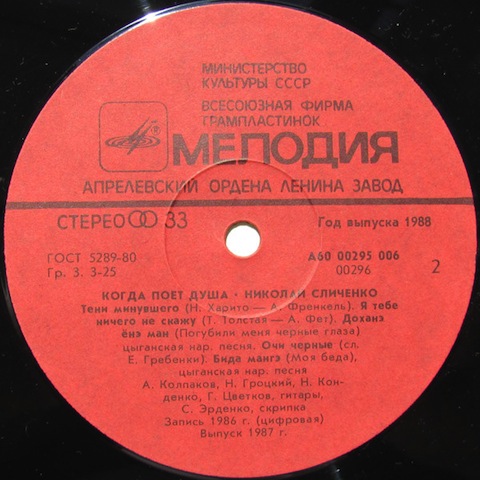 МИНИСТЕРСТВО
КУЛЬТУРЫ СССР
ВСЕСОЮЗНАЯ ФИРМА
ГРАМПЛАСТИНОК
МЕЛОДИЯ
АПРЕЛЕВСКИЙ ОРДЕНА ЛЕНИНА ЗАВОД
СТЕРЕО 33
Год выпуска 1988
ГОСТ 5289-80
Гр. 3. 3-25
А60 00295 006
00296
2
КОГДА ПОЕТ ДУША · НИКОЛАЙ СЛИЧЕНКО
Тени минувшего (Н. Харито — А. Френкель). Я тебе
ничего не скажу (Т. Толстая — А. Фет). Доханэ
ёнэ ман (Погубили меня черные глаза)
цыганская нар. песня. Очи черные (сл.
Е. Гребенки). Бида мангэ (Моя беда),
цыганская нар. песня
А. Колпаков, Н. Гроцкий, Н. Кон-
денко, Г. Цветков, гитары,
С. Эрденко, скрипка
Запись 1986 г. (цифровая)
Выпуск 1987 г.